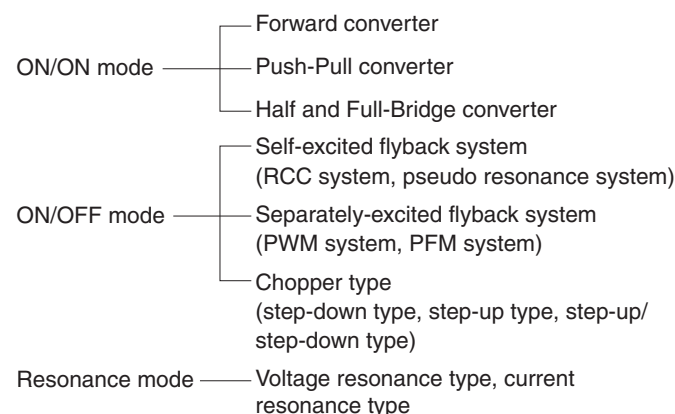 Forward converter
ON/ON mode
Push-Pull converter
Half and Full-Bridge converter
Self-excited flyback system
(RCC system, pseudo resonance system)
ON/OFF mode
Separately-excited flyback system
(PWM system, PFM system)
Chopper type
(step-down type, step-up type, step-up/
step-down type)
Resonance mode
Voltage resonance type, current
resonance type